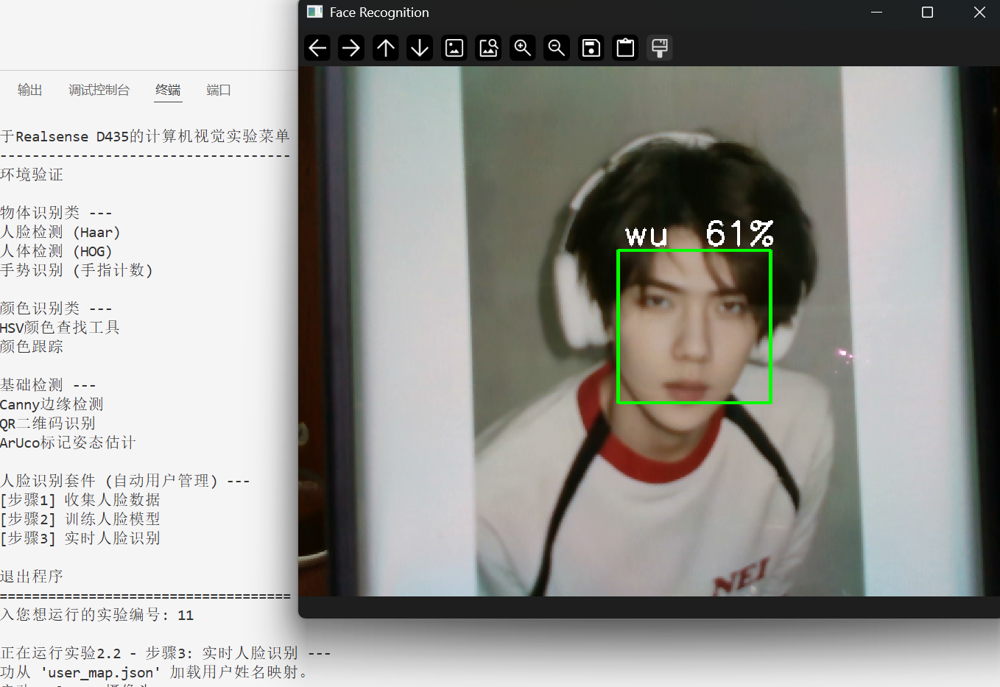 Face Recognition
输出 调试控制台 终端 端口
于Realsense D435的计算机视觉实验菜单
------------------------------------
环境验证
物体识别类 ---
人脸检测 (Haar)
人体检测 (HOG)
手势识别 (手指计数)
颜色识别类 ---
HSV颜色查找工具
颜色跟踪
基础检测 ---
Canny边缘检测
QR二维码识别
ArUco标记姿态估计
人脸识别套件 (自动用户管理) ---
[步骤1] 收集人脸数据
[步骤2] 训练人脸模型
[步骤3] 实时人脸识别
退出程序
====================================
入您想运行的实验编号: 11
正在运行实验2.2 - 步骤3: 实时人脸识别 ---
功从 'user_map.json' 加载用户姓名映射。
wu 61%
NEI